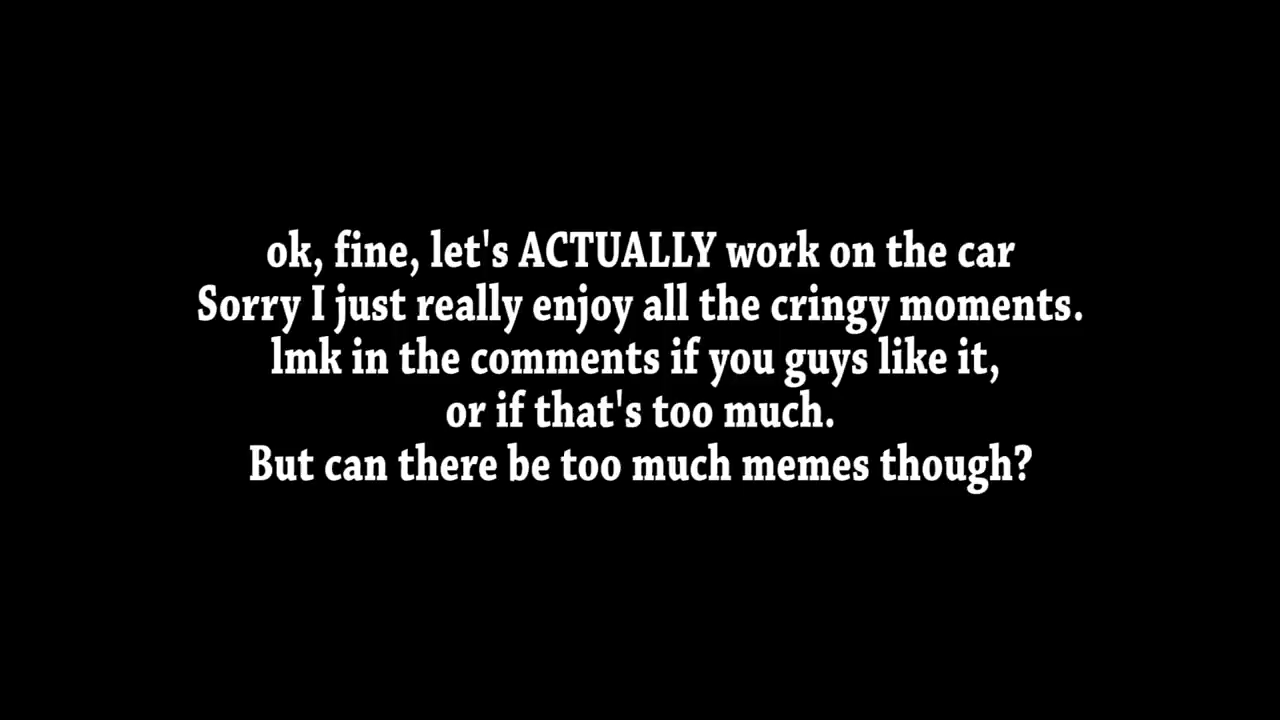 ok, fine, let's ACTUALLY work on the car
Sorry I just really enjoy all the cringy moments.
lmk in the comments if you guys like it,
or if that's too much.
But can there be too much memes though?